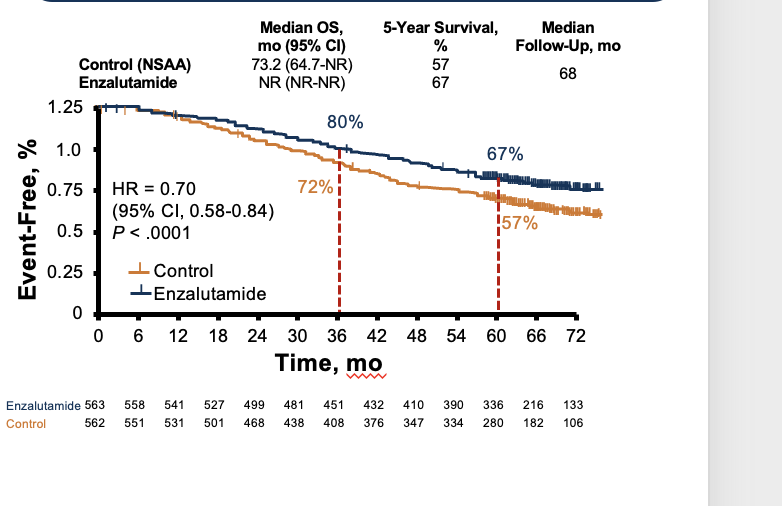 Median OS, mo (95% CI)
5-Year Survival, %
Median Follow-Up, mo
Control (NSAA) 73.2 (64.7-NR) 57
Enzalutamide NR (NR-NR) 67
68
Event-Free, %
1.25
1.0
0.75
0.5
0.25
0
80%
67%
72%
57%
HR = 0.70
(95% CI, 0.58-0.84)
P < .0001
Control
Enzalutamide
0 6 12 18 24 30 36 42 48 54 60 66 72
Time, mo
Enzalutamide 563 558 541 527 499 481 451 432 410 390 336 216 133
Control 562 551 531 501 468 438 408 376 347 334 280 182 106